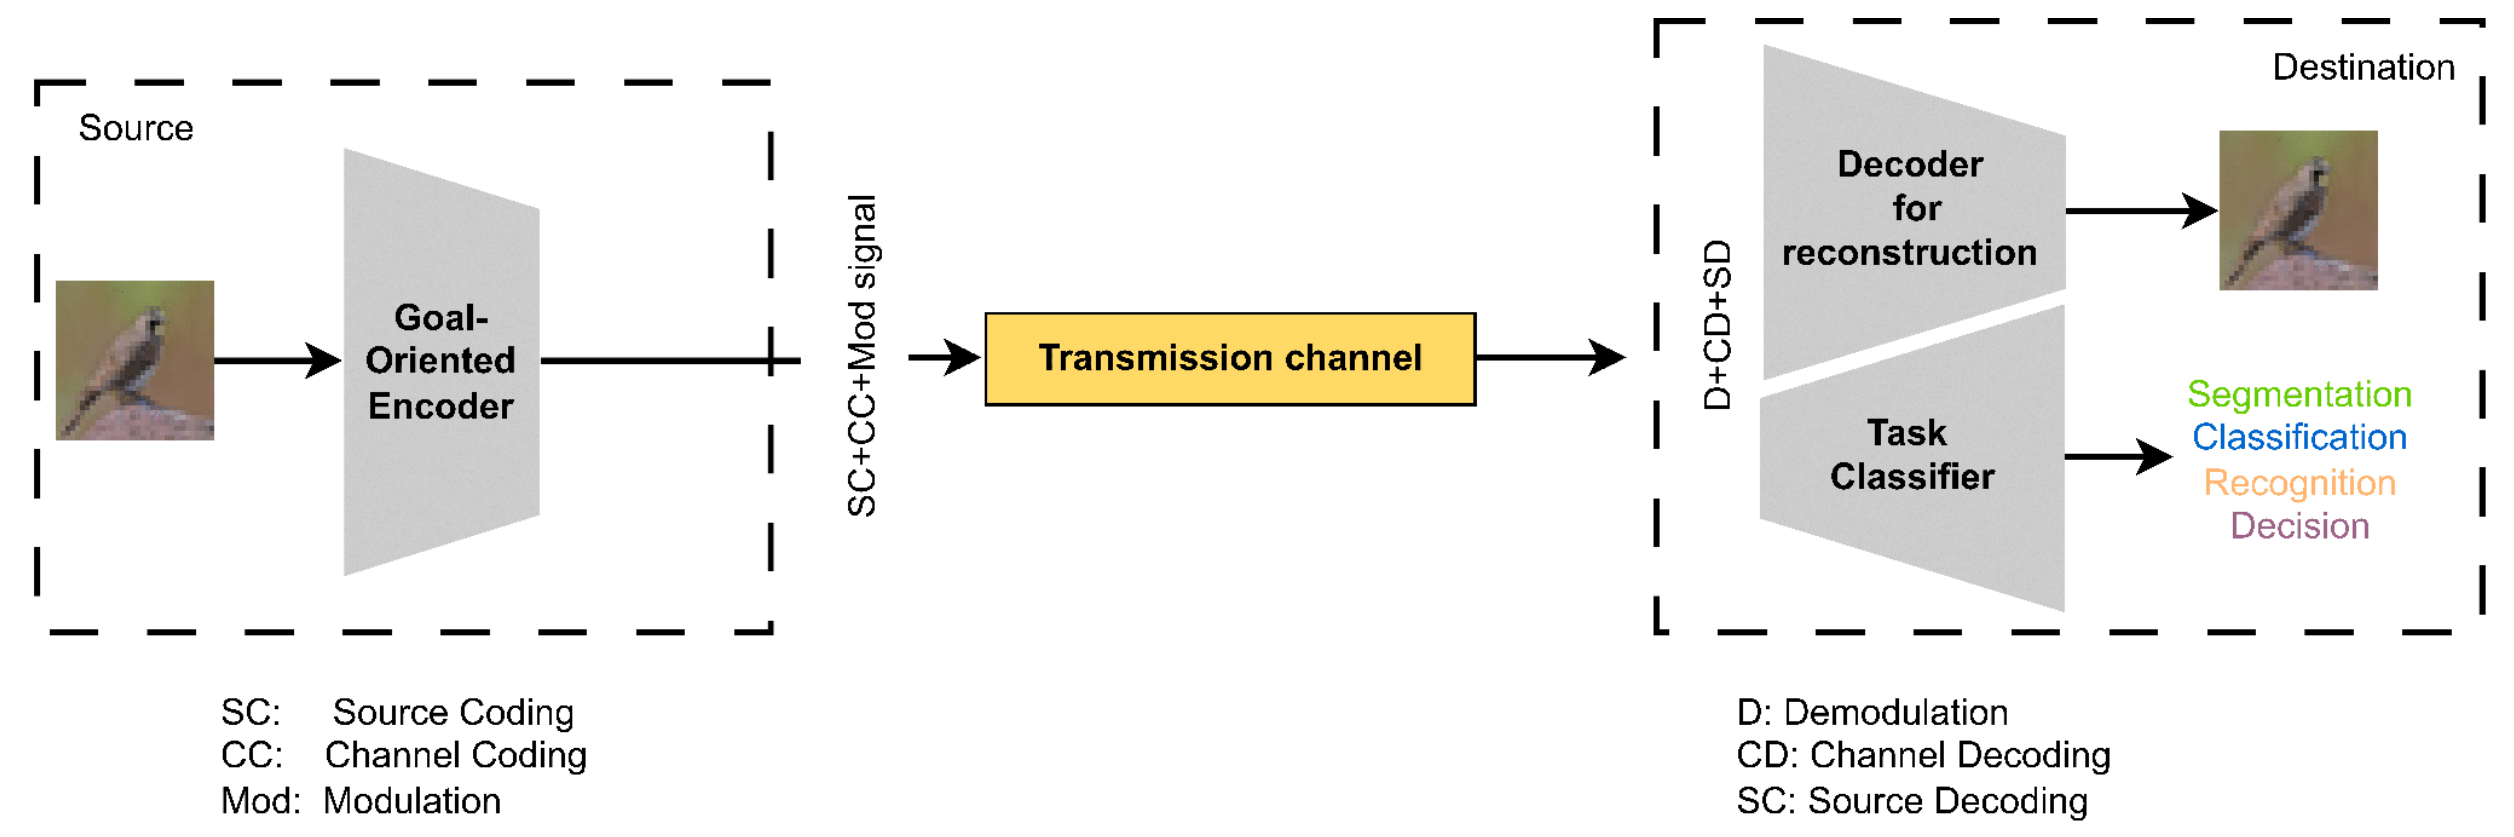 Source
Goal-
Oriented
Encoder
SC+CC+Mod signal
Transmission channel
Destination
D+CD+SD
Decoder
for
reconstruction
Task
Classifier
Segmentation
Classification
Recognition
Decision
SC: Source Coding
CC: Channel Coding
Mod: Modulation
D: Demodulation
CD: Channel Decoding
SC: Source Decoding